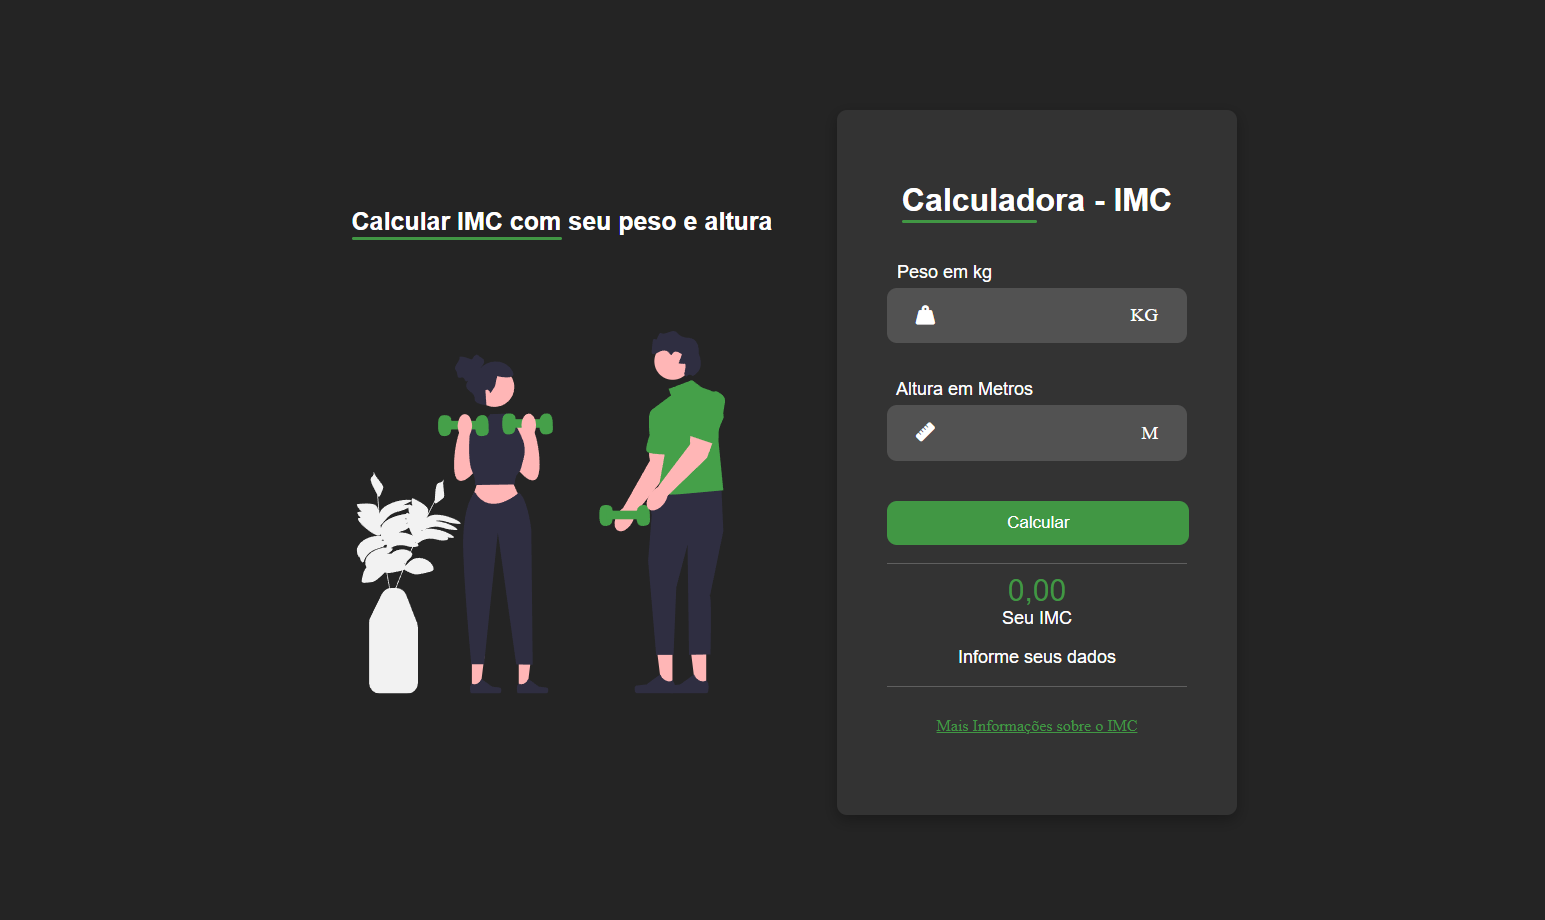 Calcular IMC com seu peso e altura
Calculadora - IMC
Peso em kg
KG
Altura em Metros
M
Calcular
0,00
Seu IMC
Informe seus dados
Mais Informações sobre o IMC